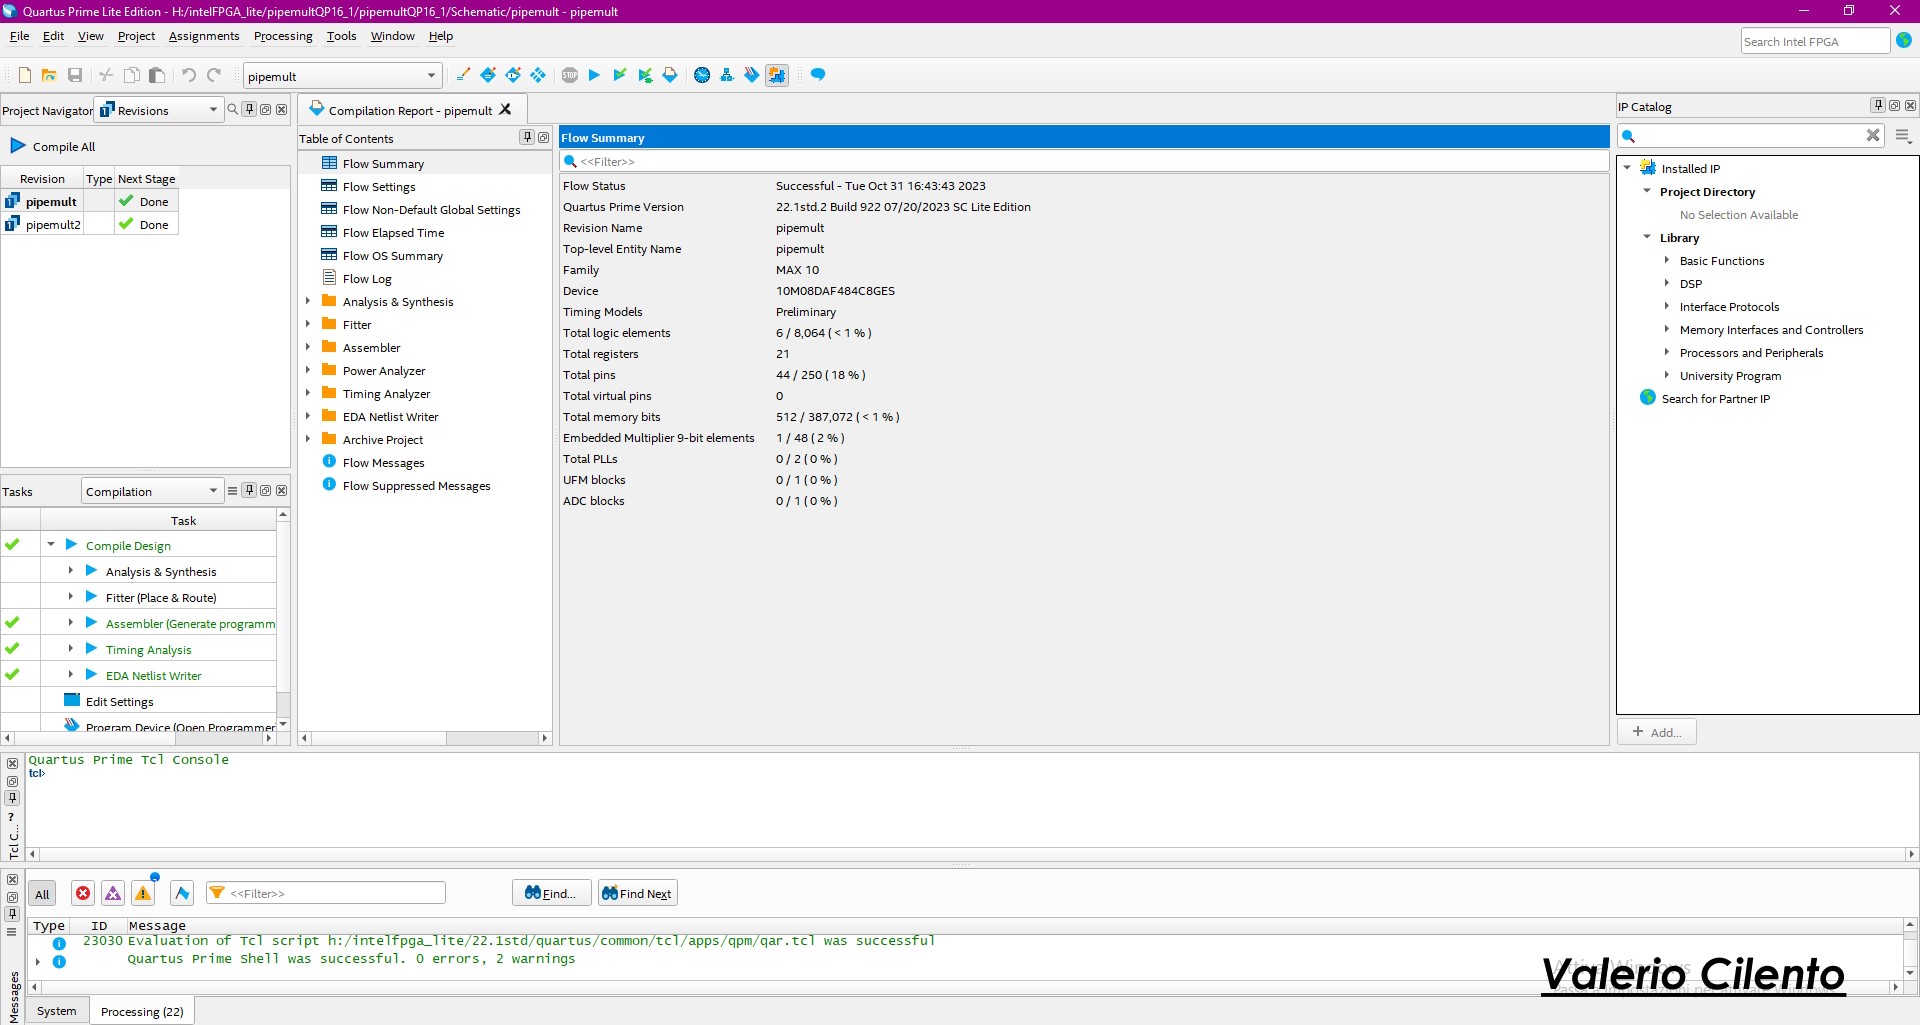 Quartus Prime Lite Edition - H:/intelFPGA_lite/pipemultQP16_1/pipemultQP16_1/Schematic/pipemult - pipemult
File Edit View Project Assignments Processing Tools Window Help
Search Intel FPGA
pipemult
Project Navigator Revisions
Compile All
Revision Type Next Stage
pipemult Done
pipemult2 Done
Tasks Compilation
Task
Compile Design
Analysis & Synthesis
Fitter (Place & Route)
Assembler (Generate programm
Timing Analysis
EDA Netlist Writer
Edit Settings
Program Device (Open Programmer
Compilation Report - pipemult
Table of Contents
Flow Summary
Flow Settings
Flow Non-Default Global Settings
Flow Elapsed Time
Flow OS Summary
Flow Log
Analysis & Synthesis
Fitter
Assembler
Power Analyzer
Timing Analyzer
EDA Netlist Writer
Archive Project
Flow Messages
Flow Suppressed Messages
Flow Summary
<<Filter>>
Flow Status Successful - Tue Oct 31 16:43:43 2023
Quartus Prime Version 22.1std.2 Build 922 07/20/2023 SC Lite Edition
Revision Name pipemult
Top-level Entity Name pipemult
Family MAX 10
Device 10M08DAF484C8GES
Timing Models Preliminary
Total logic elements 6 / 8,064 ( < 1 % )
Total registers 21
Total pins 44 / 250 ( 18 % )
Total virtual pins 0
Total memory bits 512 / 387,072 ( < 1 % )
Embedded Multiplier 9-bit elements 1 / 48 ( 2 % )
Total PLLs 0 / 2 ( 0 % )
UFM blocks 0 / 1 ( 0 % )
ADC blocks 0 / 1 ( 0 % )
IP Catalog
Installed IP
Project Directory
No Selection Available
Library
Basic Functions
DSP
Interface Protocols
Memory Interfaces and Controllers
Processors and Peripherals
University Program
Search for Partner IP
+ Add...
Quartus Prime Tcl Console
tcl>
? Tcl C...
All <<Filter>> Find... Find Next
Type ID Message
23030 Evaluation of Tcl script h:/intelfpga_lite/22.1std/quartus/common/tcl/apps/qpm/qar.tcl was successful
Quartus Prime Shell was successful. 0 errors, 2 warnings
Messages
System Processing (22)
Valerio Cilento